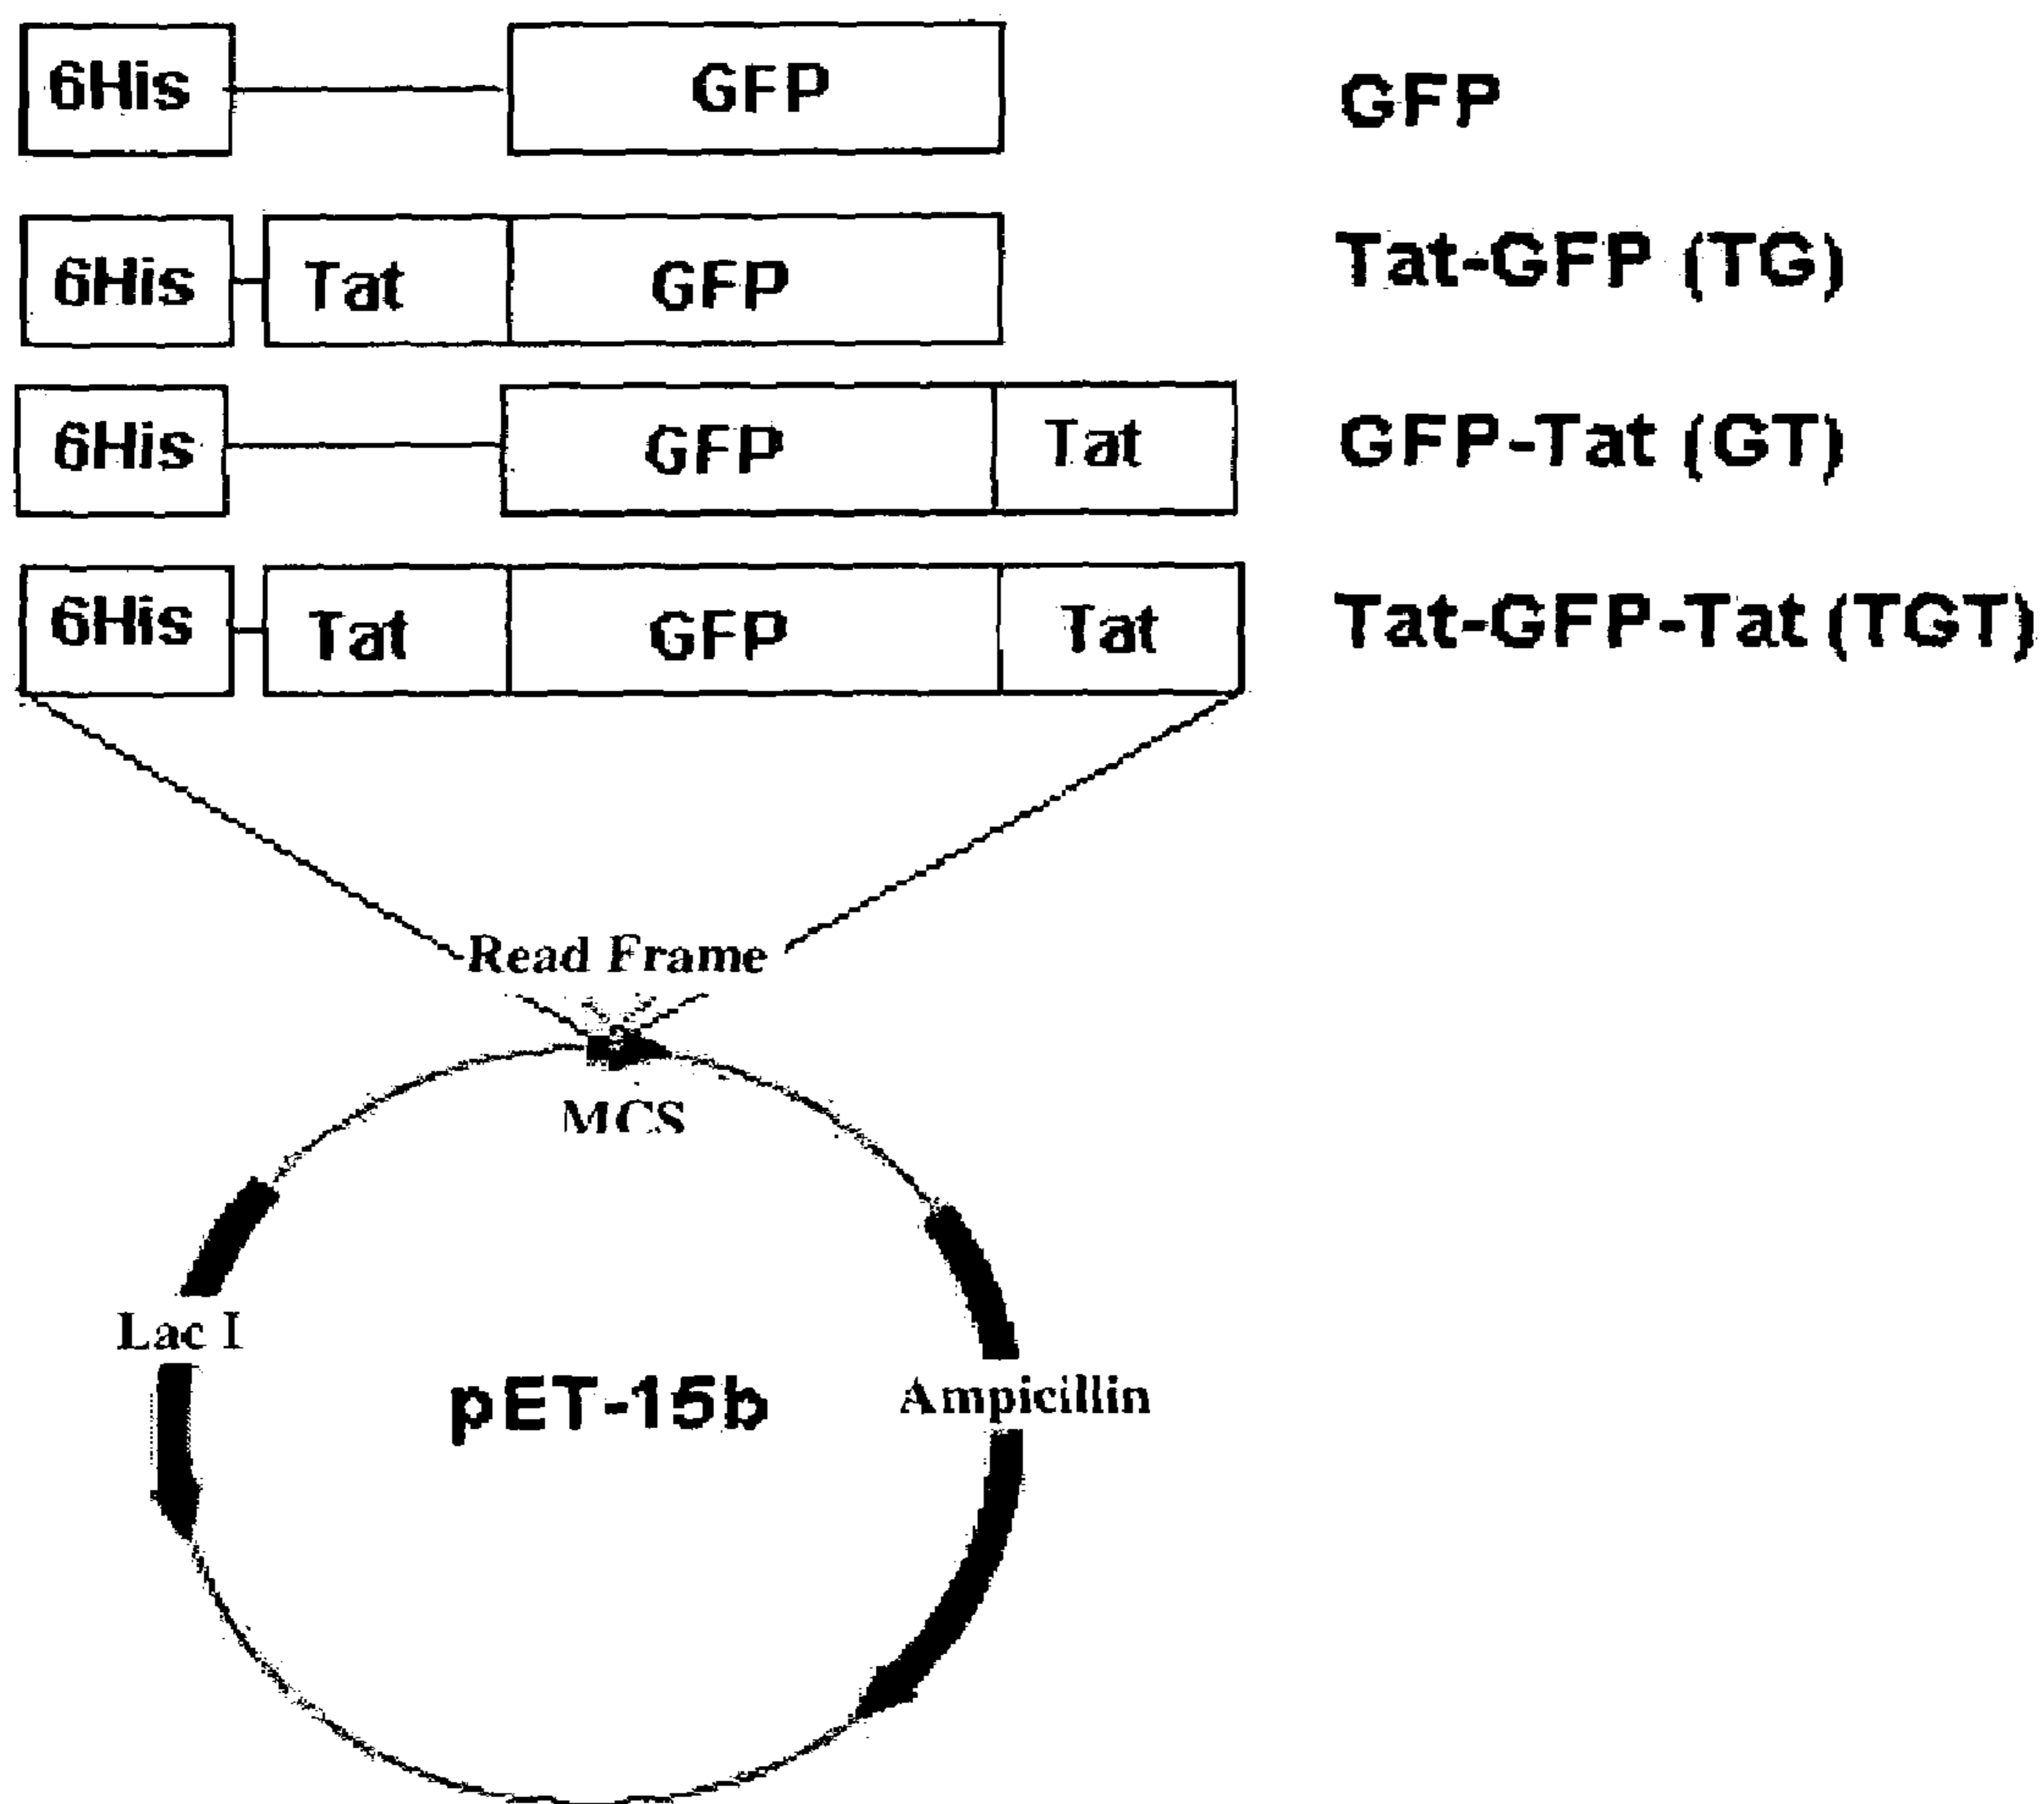 6His GFP GFP
6His Tat GFP Tat-GFP (TG)
6His GFP Tat GFP-Tat (GT)
6His Tat GFP Tat Tat-GFP-Tat (TGT)
Read Frame
MCS
Lac I
pET-15b Ampicillin